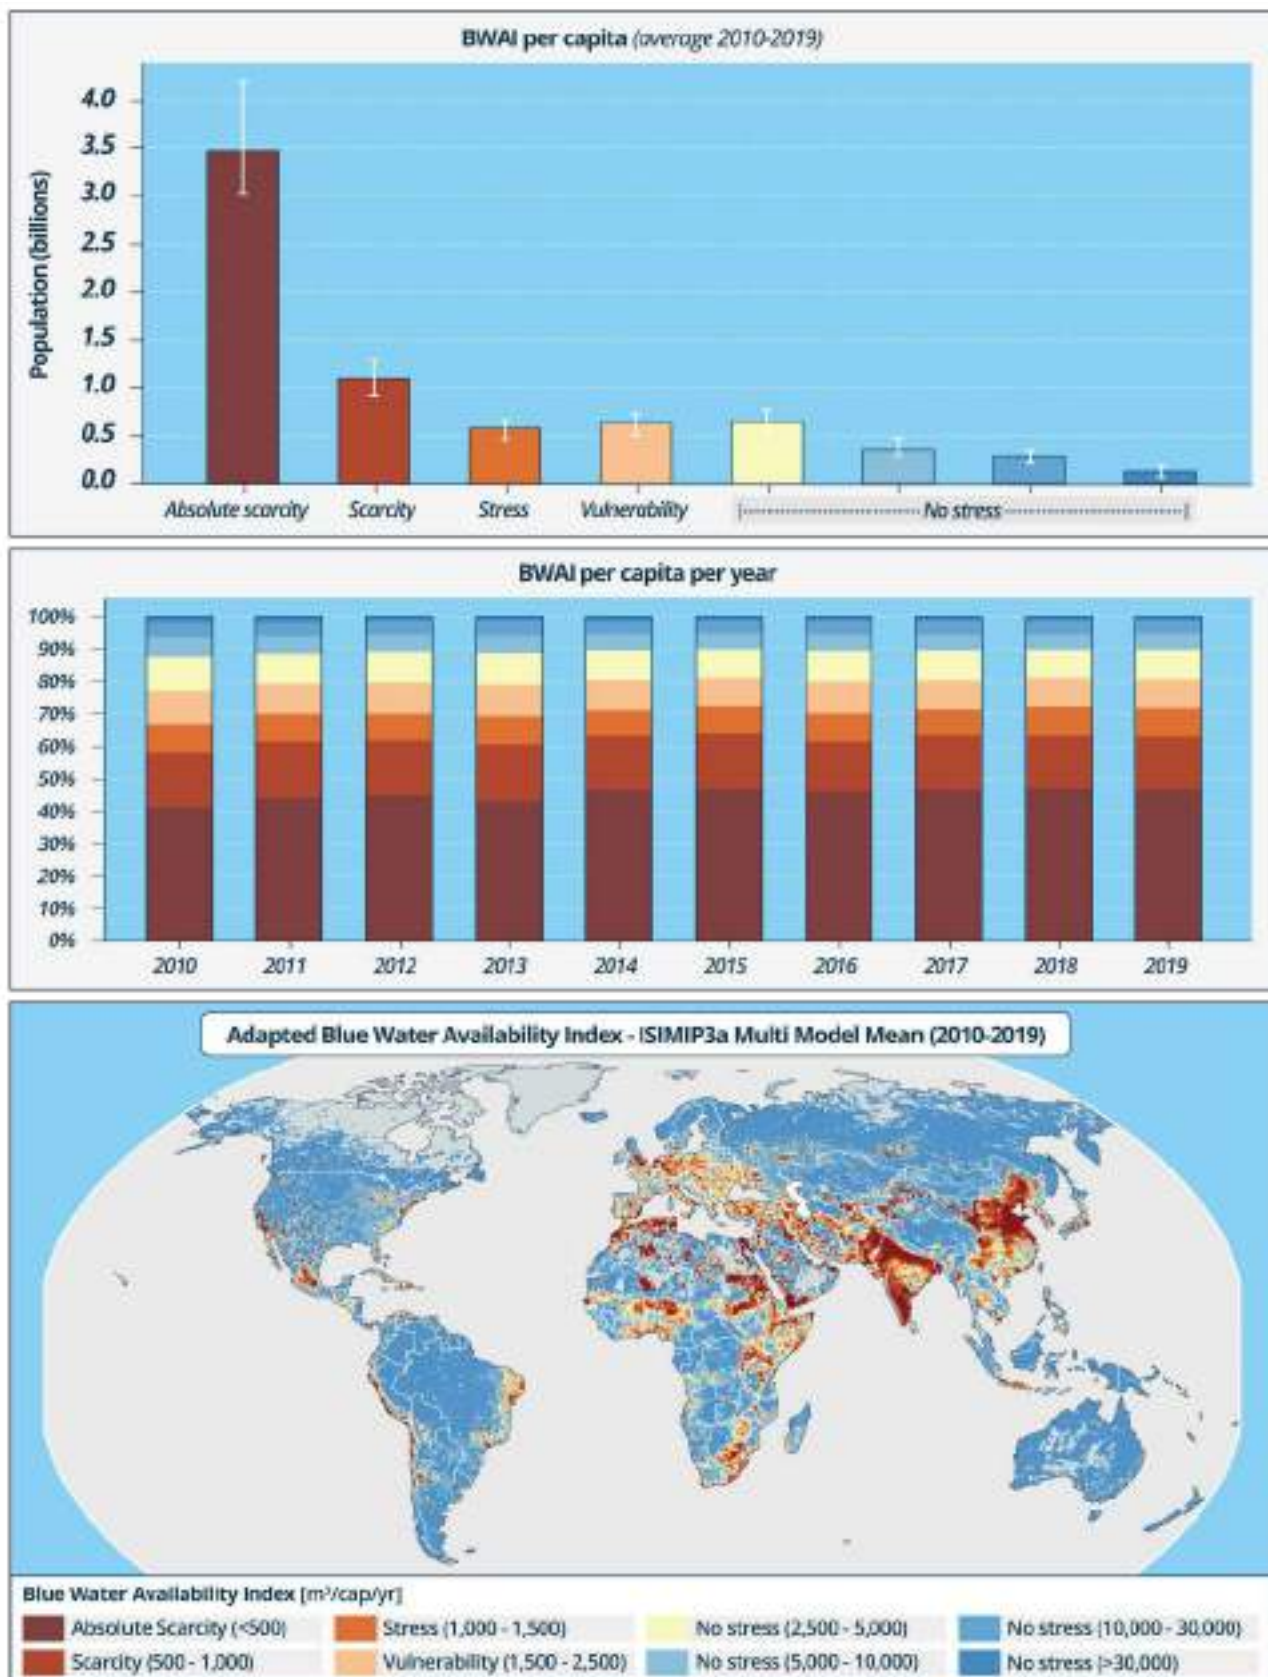 BWAI per capita (average 2010-2019)
Population (billions)
4.0
3.5
3.0
2.5
2.0
1.5
1.0
0.5
0.0
Absolute scarcity Scarcity Stress Vulnerability No stress
BWAI per capita per year
100%
90%
80%
70%
60%
50%
40%
30%
20%
10%
0%
2010 2011 2012 2013 2014 2015 2016 2017 2018 2019
Adapted Blue Water Availability Index - ISIMIP3a Multi Model Mean (2010-2019)
Blue Water Availability Index [m³/cap/yr]
Absolute Scarcity (<500) Stress (1,000 - 1,500) No stress (2,500 - 5,000) No stress (10,000 - 30,000)
Scarcity (500 - 1,000) Vulnerability (1,500 - 2,500) No stress (5,000 - 10,000) No stress (>30,000)